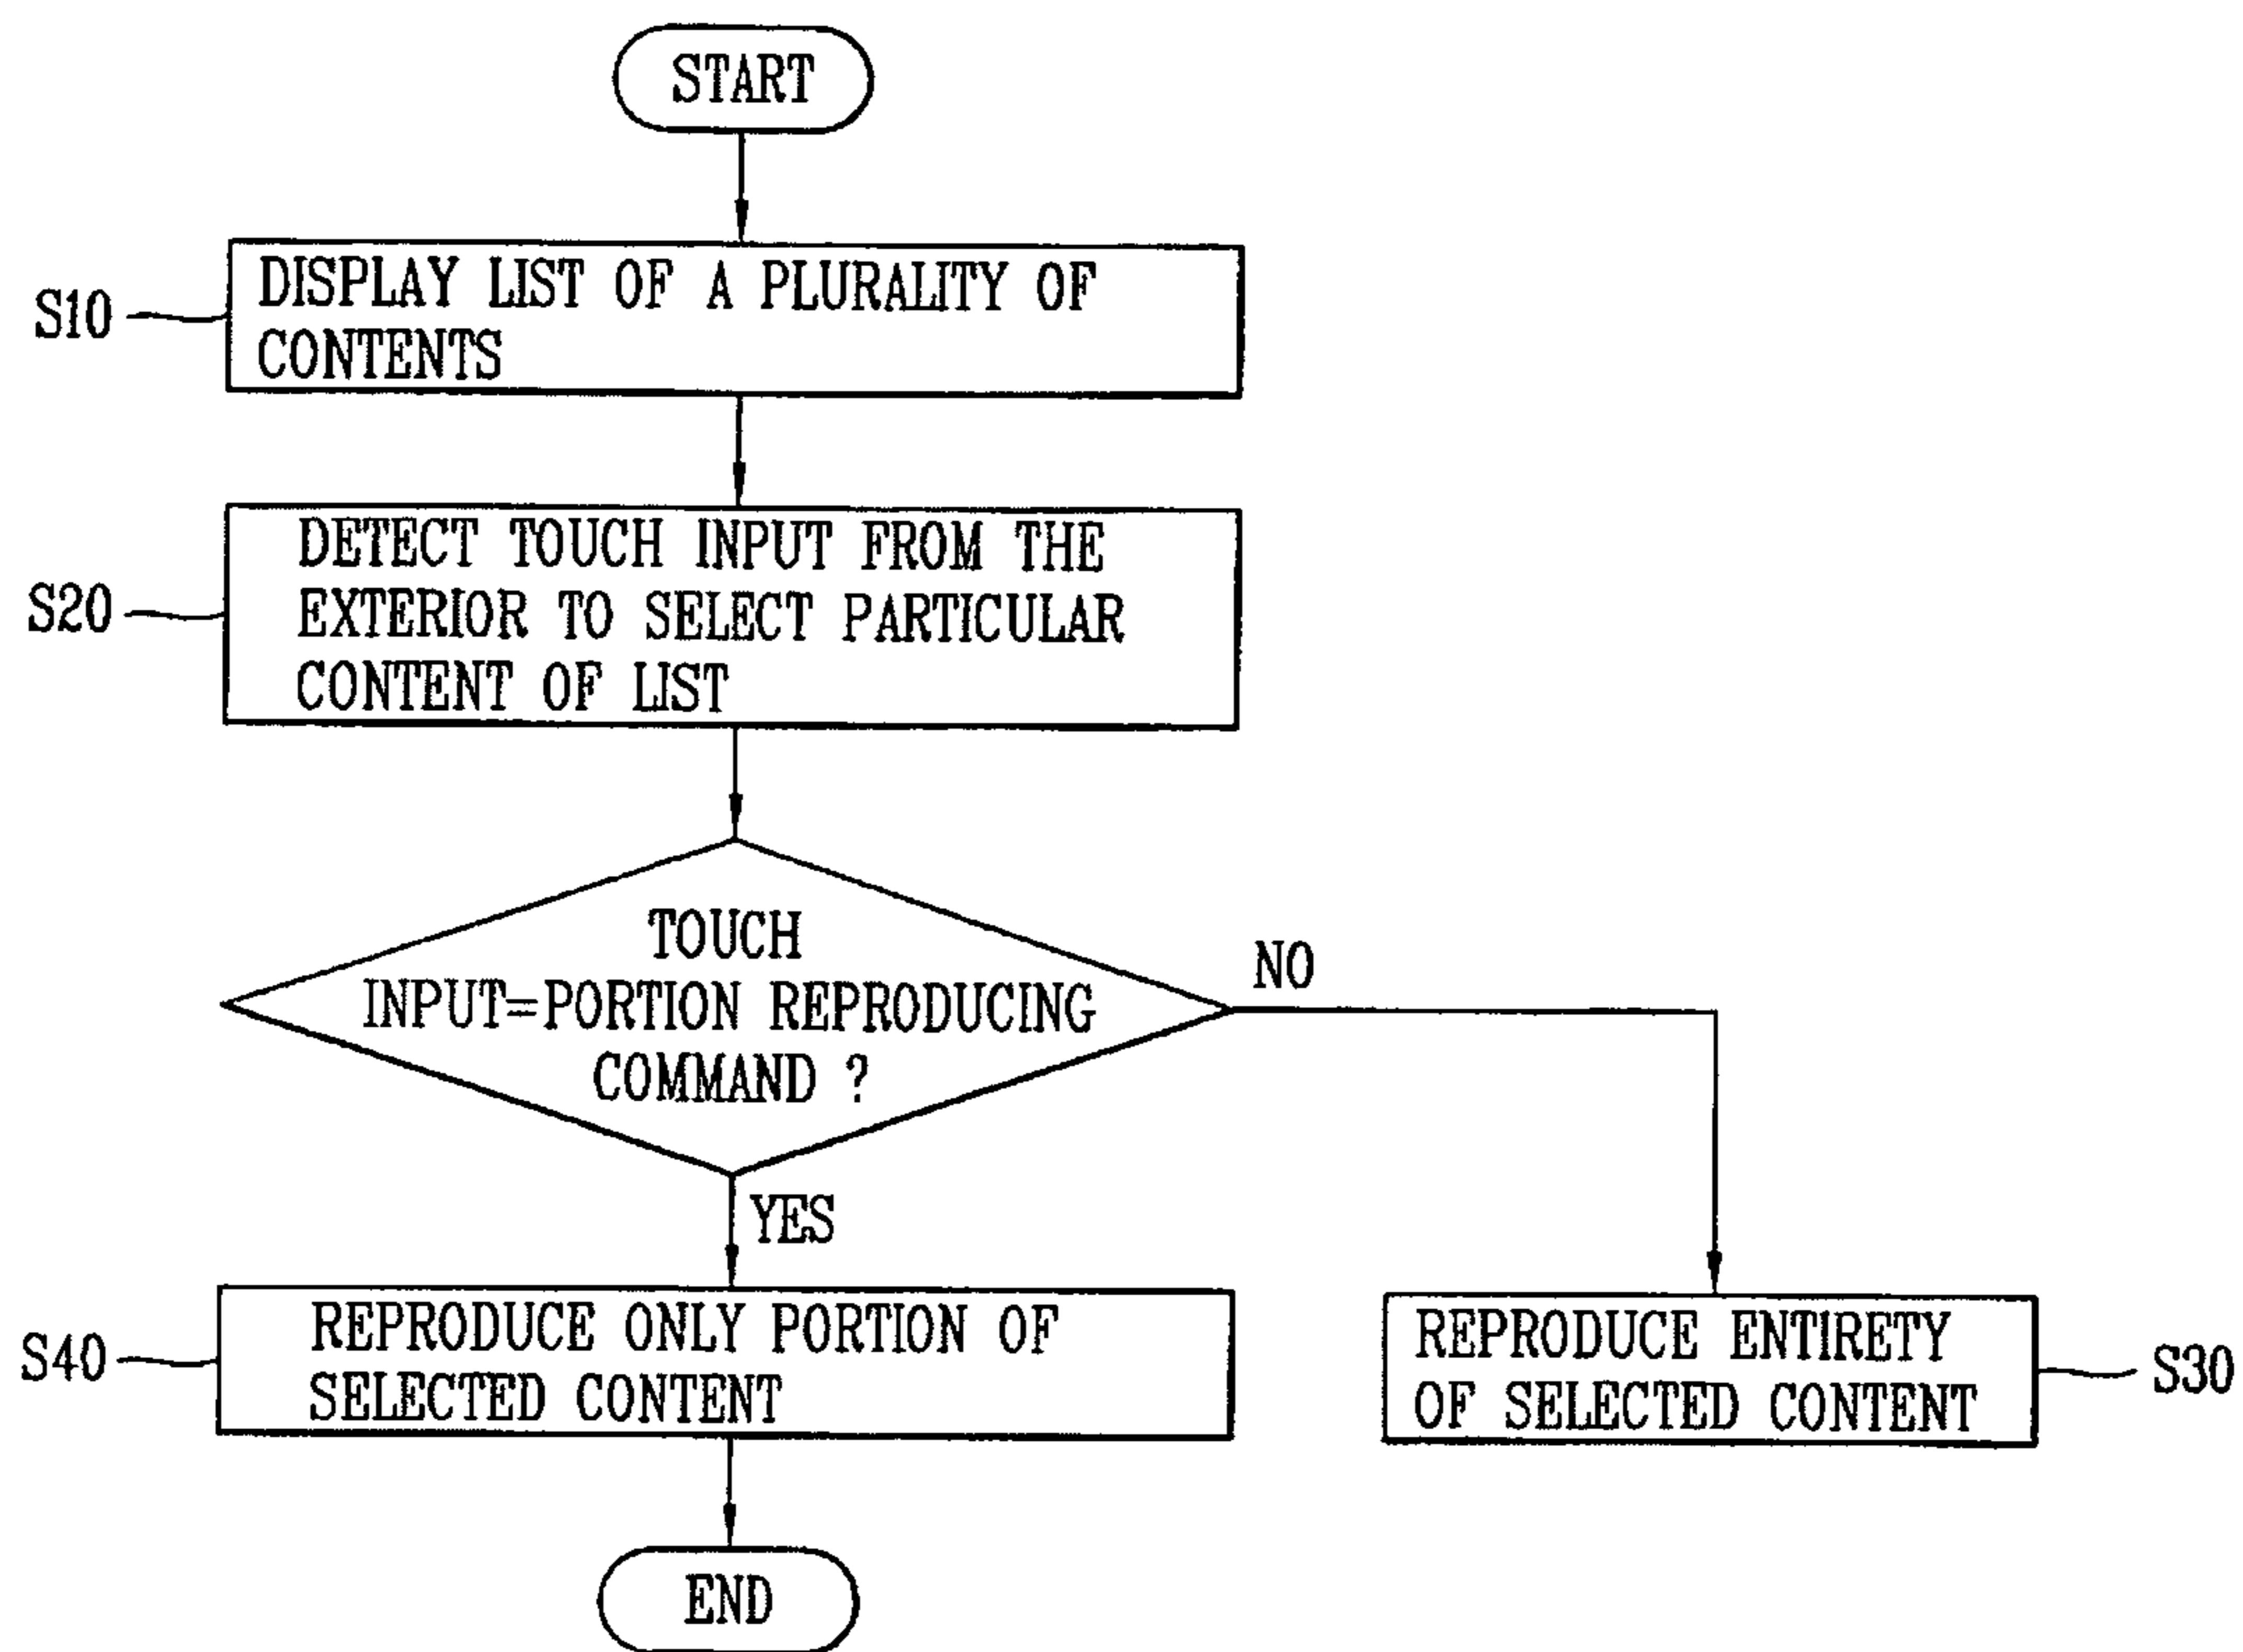 START
S10
DISPLAY LIST OF A PLURALITY OF
CONTENTS
S20
DETECT TOUCH INPUT FROM THE
EXTERIOR TO SELECT PARTICULAR
CONTENT OF LIST
TOUCH
INPUT=PORTION REPRODUCING
COMMAND ?
NO
YES
S40
REPRODUCE ONLY PORTION OF
SELECTED CONTENT
REPRODUCE ENTIRETY
OF SELECTED CONTENT
S30
END